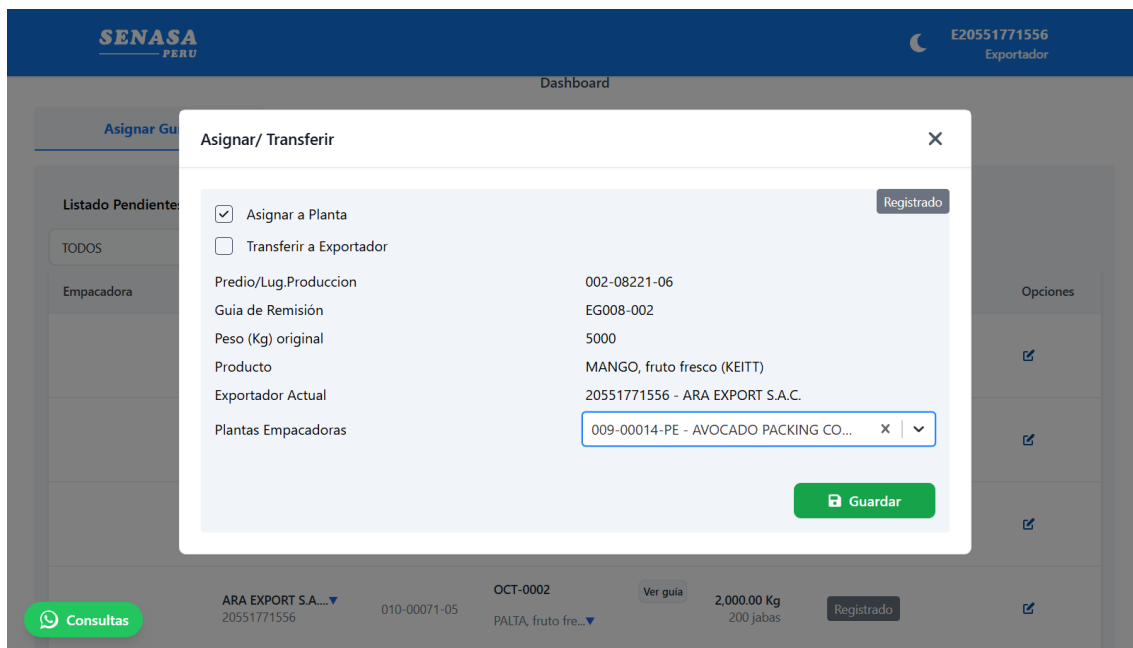 SENASA
PERU
E20551771556
Exportador
Dashboard
Asignar Gu
Asignar/ Transferir
Listado Pendientes
Registrado
Asignar a Planta
TODOS
Transferir a Exportador
Empacadora
Predio/Lug.Produccion 002-08221-06
Opciones
Guia de Remisión EG008-002
Peso (Kg) original 5000
Producto MANGO, fruto fresco (KEITT)
Exportador Actual 20551771556 - ARA EXPORT S.A.C.
Plantas Empacadoras 009-00014-PE - AVOCADO PACKING CO...
Guardar
ARA EXPORT S.A....
20551771556
010-00071-05
OCT-0002
PALTA, fruto fre...
Ver guia
2,000.00 Kg
200 jabas
Registrado
Consultas